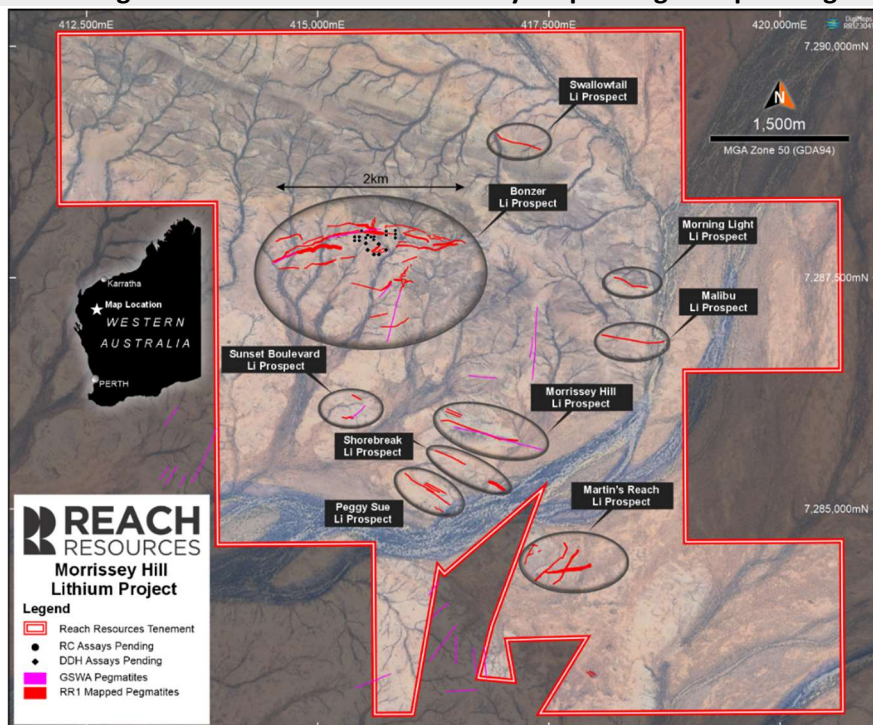 412,500mE
415,000mE
417,500mE
420,000mE
DigiMaps
7,290,000mN
N
1,500m
MGA Zone 50 (GDA94)
Swallowtail
Li Prospect
2km
Bonzer
Li Prospect
Morning Light
Li Prospect
7,287,500mN
Malibu
Li Prospect
Karratha
Map Location
WESTERN
AUSTRALIA
PERTH
Sunset Boulevard
Li Prospect
Morrissey Hill
Li Prospect
Shorebreak
Li Prospect
Peggy Sue
Li Prospect
Martin's Reach
Li Prospect
7,285,000mN
REACH
RESOURCES
Morrissey Hill
Lithium Project
Legend
Reach Resources Tenement
RC Assays Pending
DDH Assays Pending
GSWA Pegmatites
RR1 Mapped Pegmatites